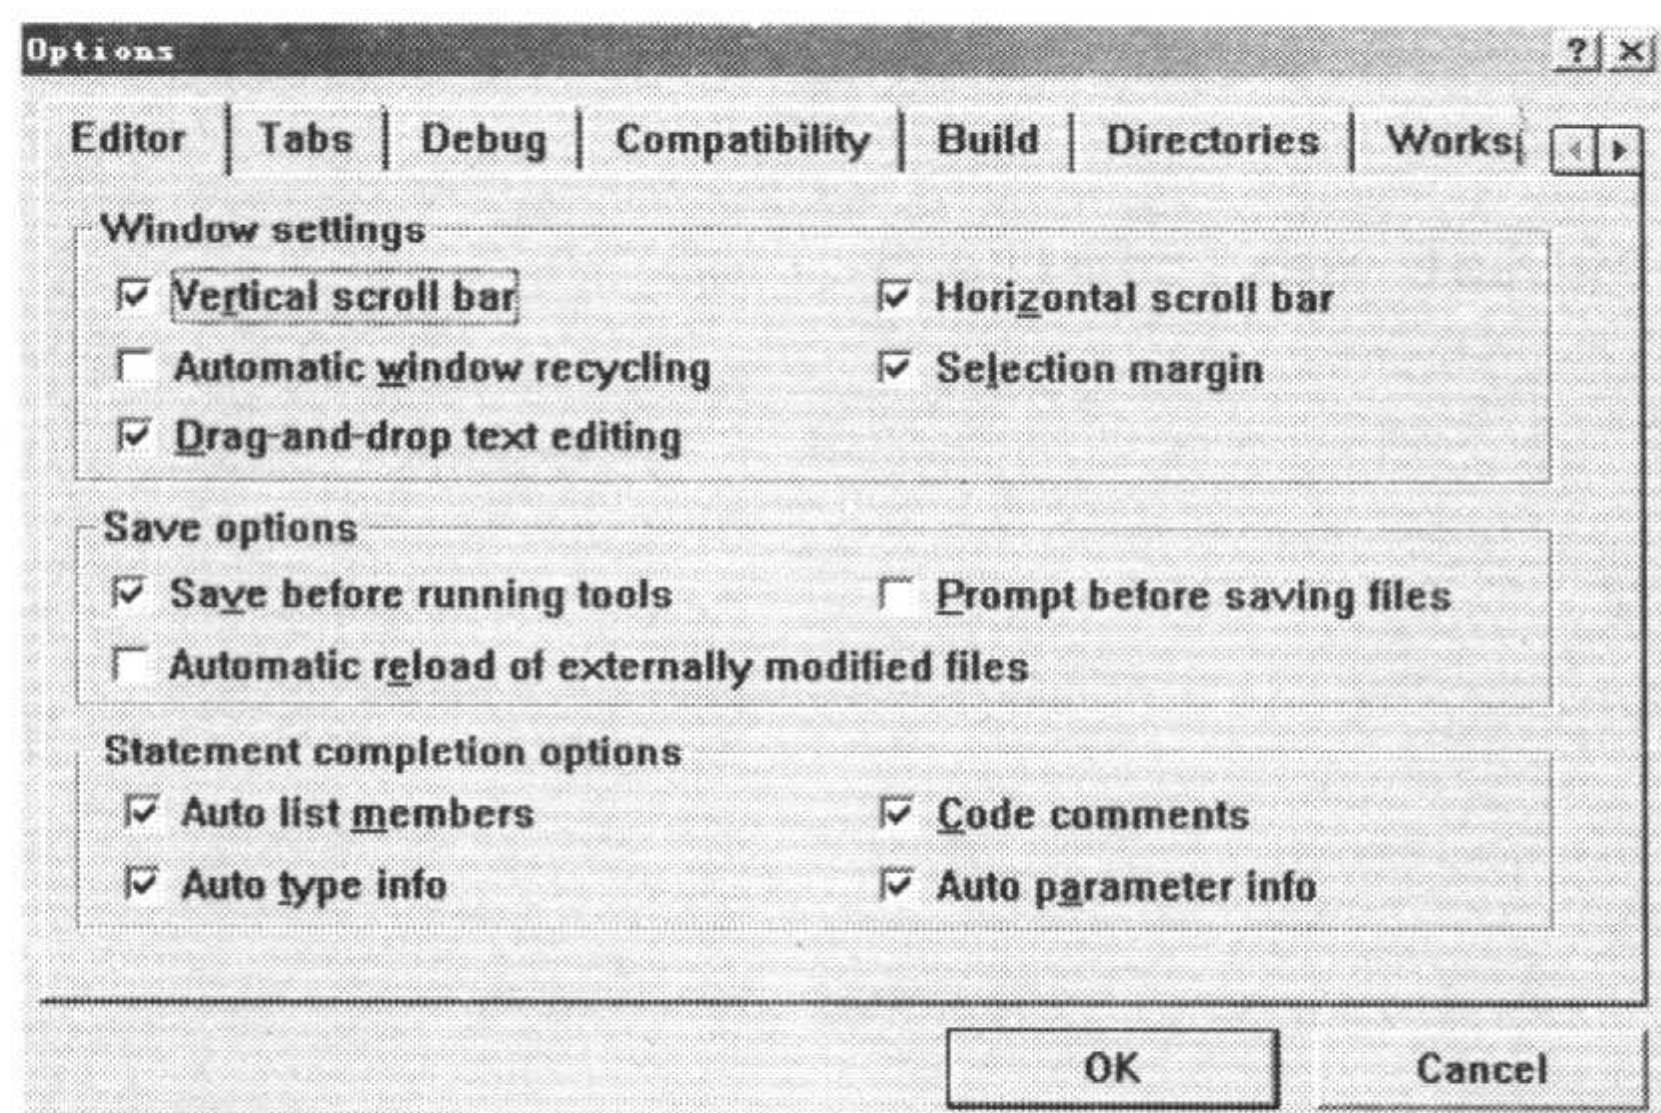 Options
Editor Tabs Debug Compatibility Build Directories Works
Window settings
Vertical scroll bar Horizontal scroll bar
Automatic window recycling Selection margin
Drag-and-drop text editing
Save options
Save before running tools Prompt before saving files
Automatic reload of externally modified files
Statement completion options
Auto list members Code comments
Auto type info Auto parameter info
OK Cancel